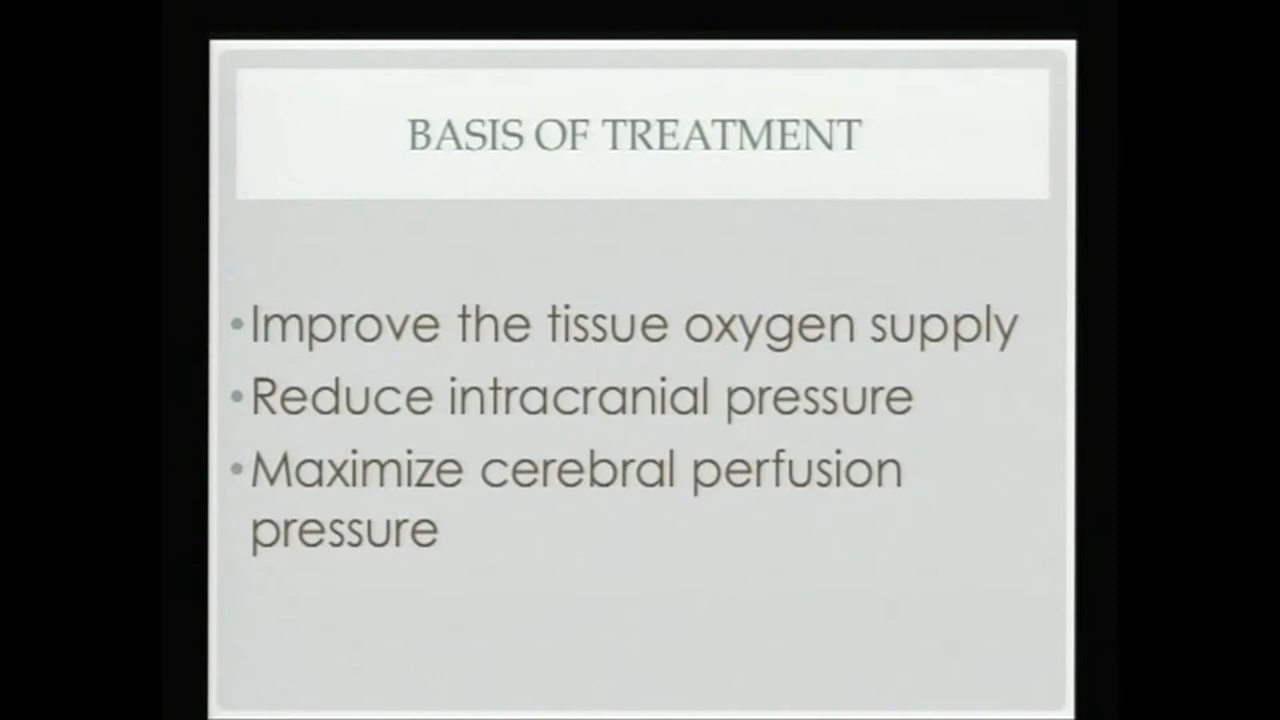 BASIS OF TREATMENT
•Improve the tissue oxygen supply
•Reduce intracranial pressure
•Maximize cerebral perfusion
pressure